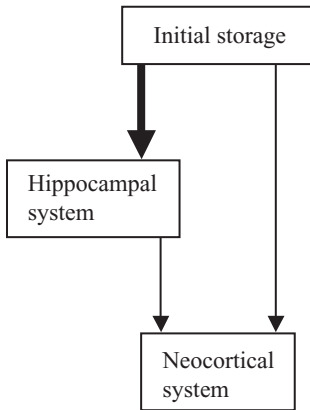 Initial storage
Hippocampal
system
Neocortical
system